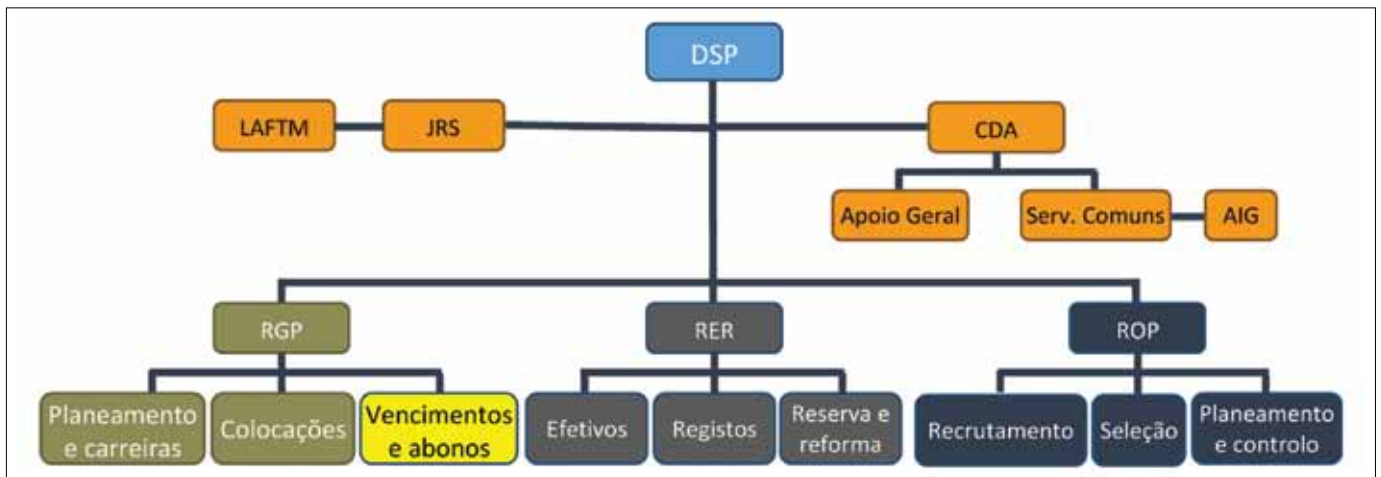 DSP
LAFTM
JRS
CDA
Apoio Geral
Serv. Comuns
AIG
RGP
RER
ROP
Planeamento
e carreiras
Colocações
Vencimentos
e abonos
Efetivos
Registos
Reserva e
reforma
Recrutamento
Seleção
Planeamento
e controlo